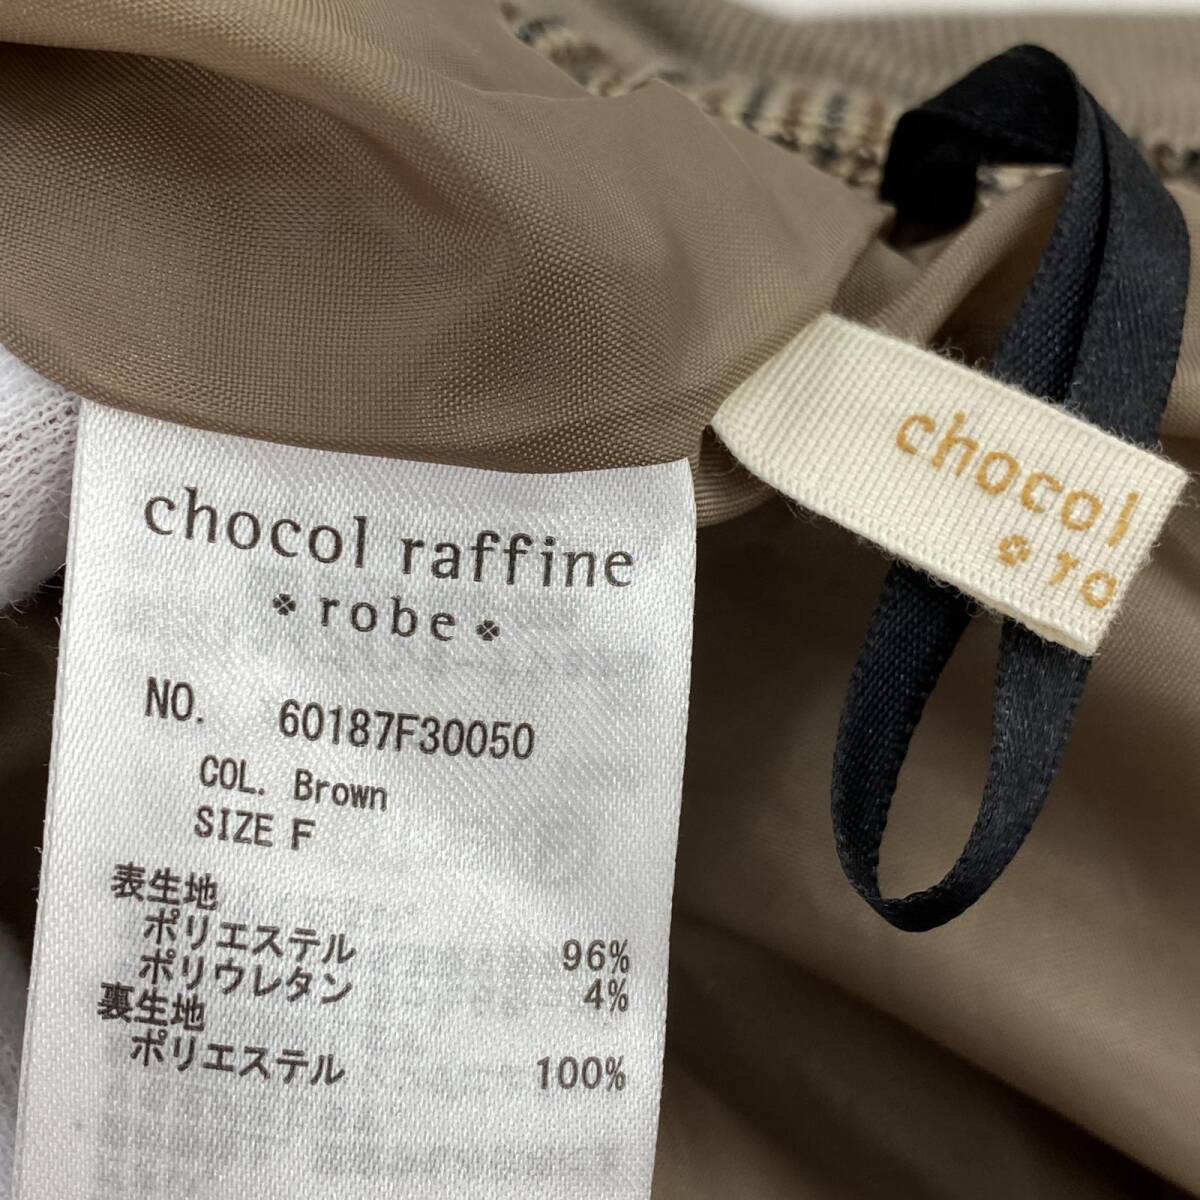 chocol raffine
robe
NO. 60187F30050
COL. Brown
SIZE F
表生地
ポリエステル 96%
ポリウレタン 4%
裏生地
ポリエステル 100%
chocol
ro